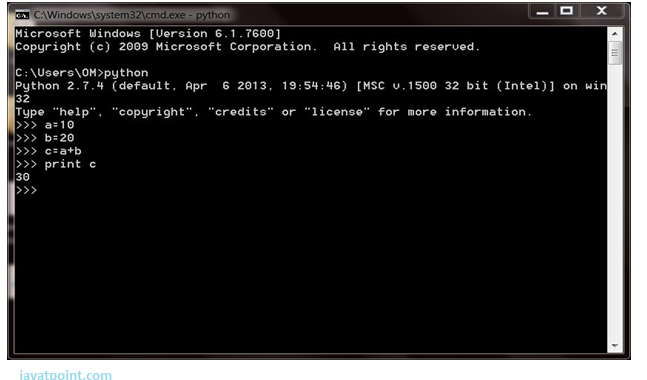 C:\Windows\system32\cmd.exe - python
Microsoft Windows [Version 6.1.7600]
Copyright (c) 2009 Microsoft Corporation.  All rights reserved.
C:\Users\OM>python
Python 2.7.4 (default, Apr  6 2013, 19:54:46) [MSC v.1500 32 bit (Intel)] on win
32
Type "help", "copyright", "credits" or "license" for more information.
>>> a=10
>>> b=20
>>> c=a+b
>>> print c
30
>>>
javatpoint.com